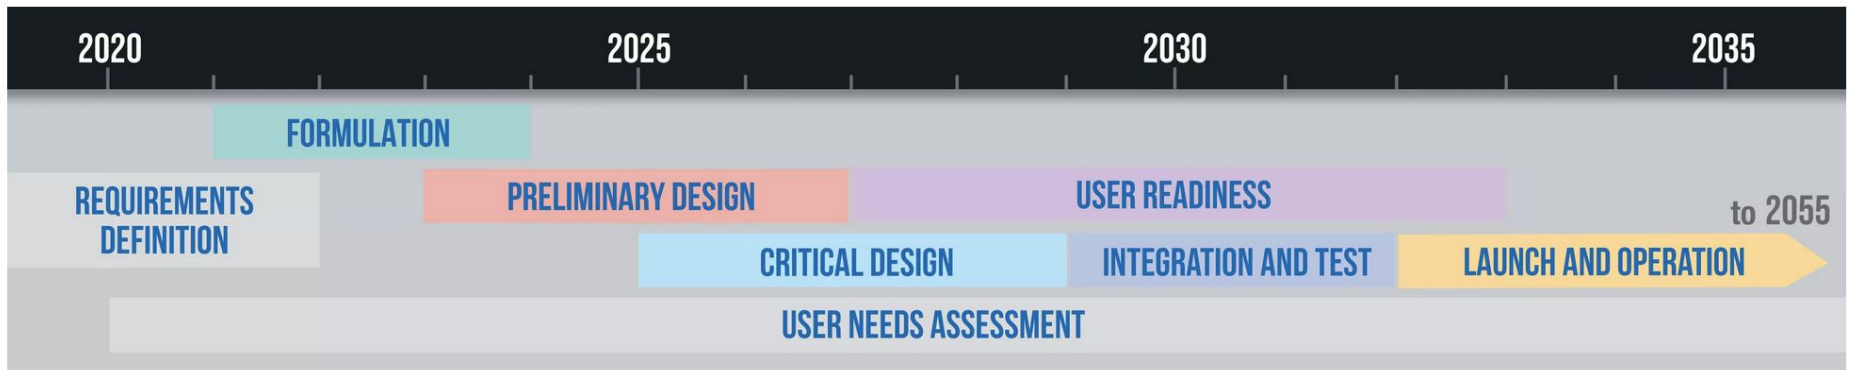 2020 2025 2030 2035
FORMULATION
PRELIMINARY DESIGN USER READINESS
REQUIREMENTS
DEFINITION
to 2055
CRITICAL DESIGN INTEGRATION AND TEST LAUNCH AND OPERATION
USER NEEDS ASSESSMENT